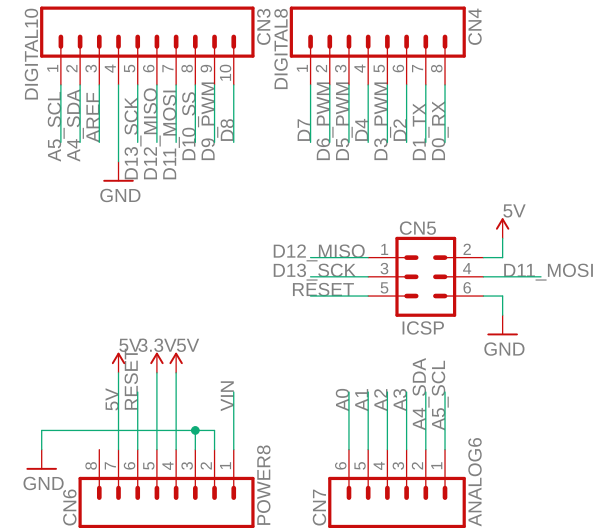 DIGITAL10
CN3
1
2
3
4
5
6
7
8
9
10
A5_SCL
A4_SDA
AREF
D13_SCK
D12_MISO
D11_MOSI
D10_SS
D9_PWM
D8
GND
DIGITAL8
CN4
1
2
3
4
5
6
7
8
D7
D6_PWM
D5_PWM
D4
D3_PWM
D2
D1_TX
D0_RX
CN5
5V
D12_MISO 1 2
D13_SCK 3 4 D11_MOSI
RESET 5 6
ICSP
GND
5V 3.3V 5V
5V
RESET
VIN
GND
8
7
6
5
4
3
2
1
CN6
POWER8
A0
A1
A2
A3
A4_SDA
A5_SCL
6
5
4
3
2
1
CN7
ANALOG6